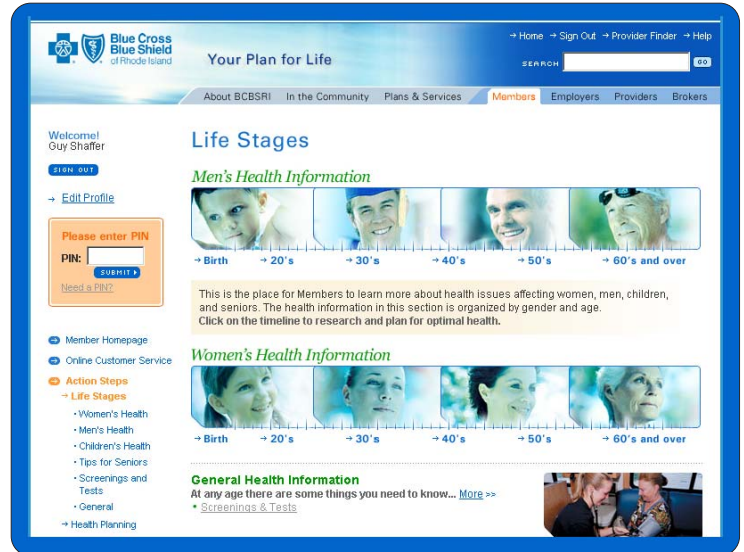 Blue Cross
Blue Shield
of Rhode Island
Your Plan for Life
→ Home → Sign Out → Provider Finder → Help
SEARCH GO
About BCBSRI In the Community Plans & Services Members Employers Providers Brokers
Welcome!
Guy Shaffer
SIGN OUT
→ Edit Profile
Please enter PIN
PIN:
SUBMIT
Need a PIN?
Member Homepage
Online Customer Service
Action Steps
→ Life Stages
• Women's Health
• Men's Health
• Children's Health
• Tips for Seniors
• Screenings and
Tests
• General
→ Health Planning
Life Stages
Men's Health Information
→ Birth → 20's → 30's → 40's → 50's → 60's and over
This is the place for Members to learn more about health issues affecting women, men, children,
and seniors. The health information in this section is organized by gender and age.
Click on the timeline to research and plan for optimal health.
Women's Health Information
→ Birth → 20's → 30's → 40's → 50's → 60's and over
General Health Information
At any age there are some things you need to know... More >>
• Screenings & Tests